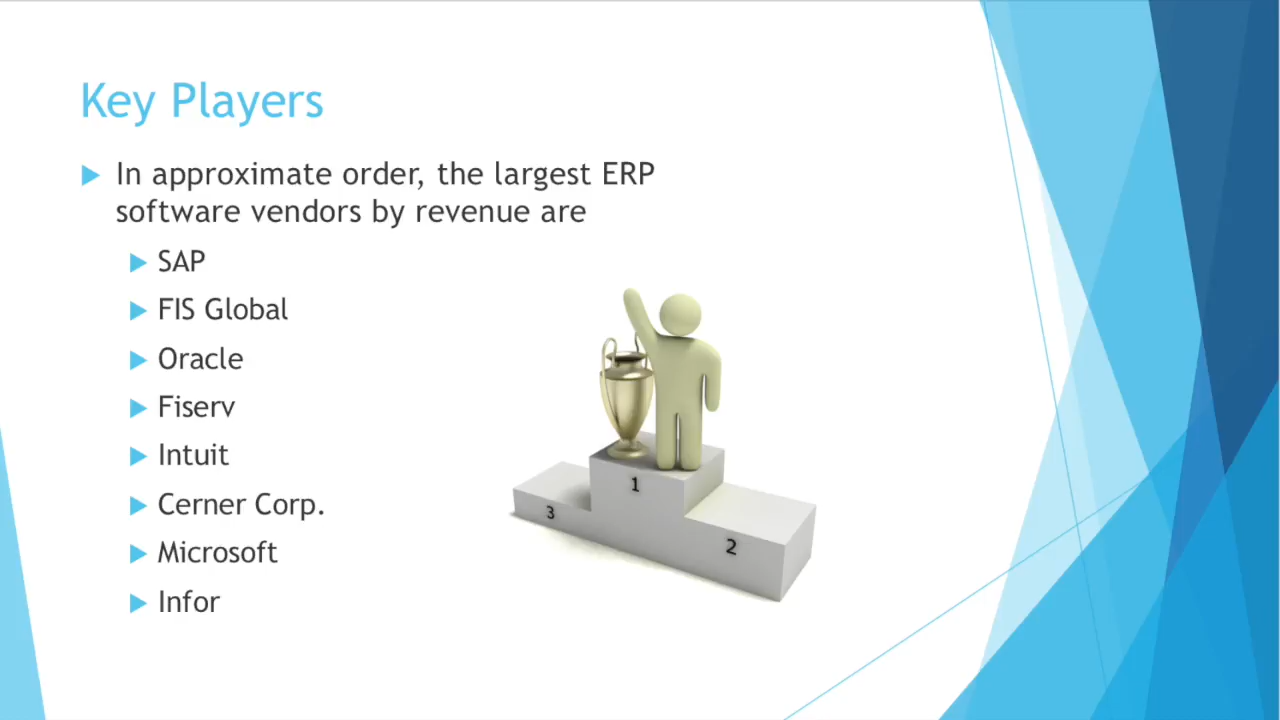 Key Players
In approximate order, the largest ERP
software vendors by revenue are
SAP
FIS Global
Oracle
Fiserv
Intuit
Cerner Corp.
Microsoft
Infor
1
3
2